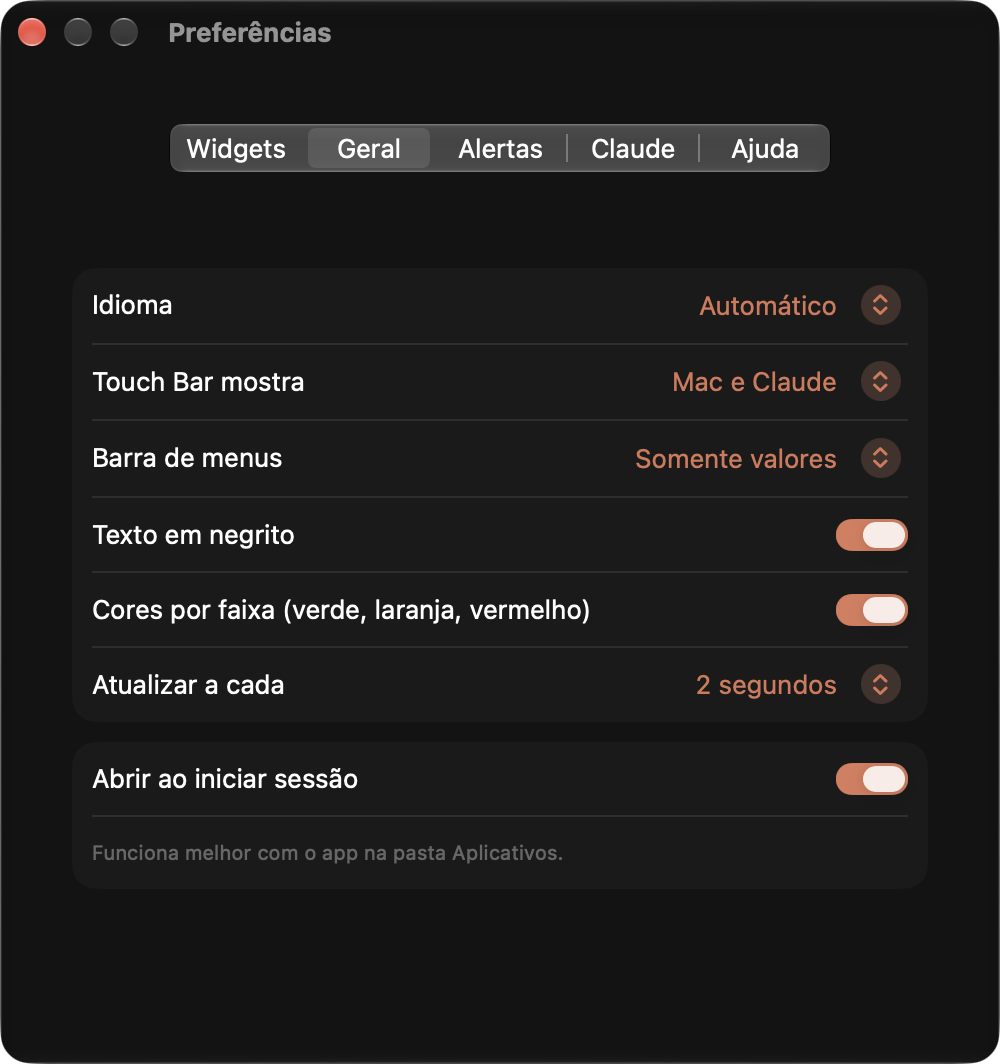 Preferências
Widgets
Geral
Alertas
Claude
Ajuda
Idioma
Automático
Touch Bar mostra
Mac e Claude
Barra de menus
Somente valores
Texto em negrito
Cores por faixa (verde, laranja, vermelho)
Atualizar a cada
2 segundos
Abrir ao iniciar sessão
Funciona melhor com o app na pasta Aplicativos.